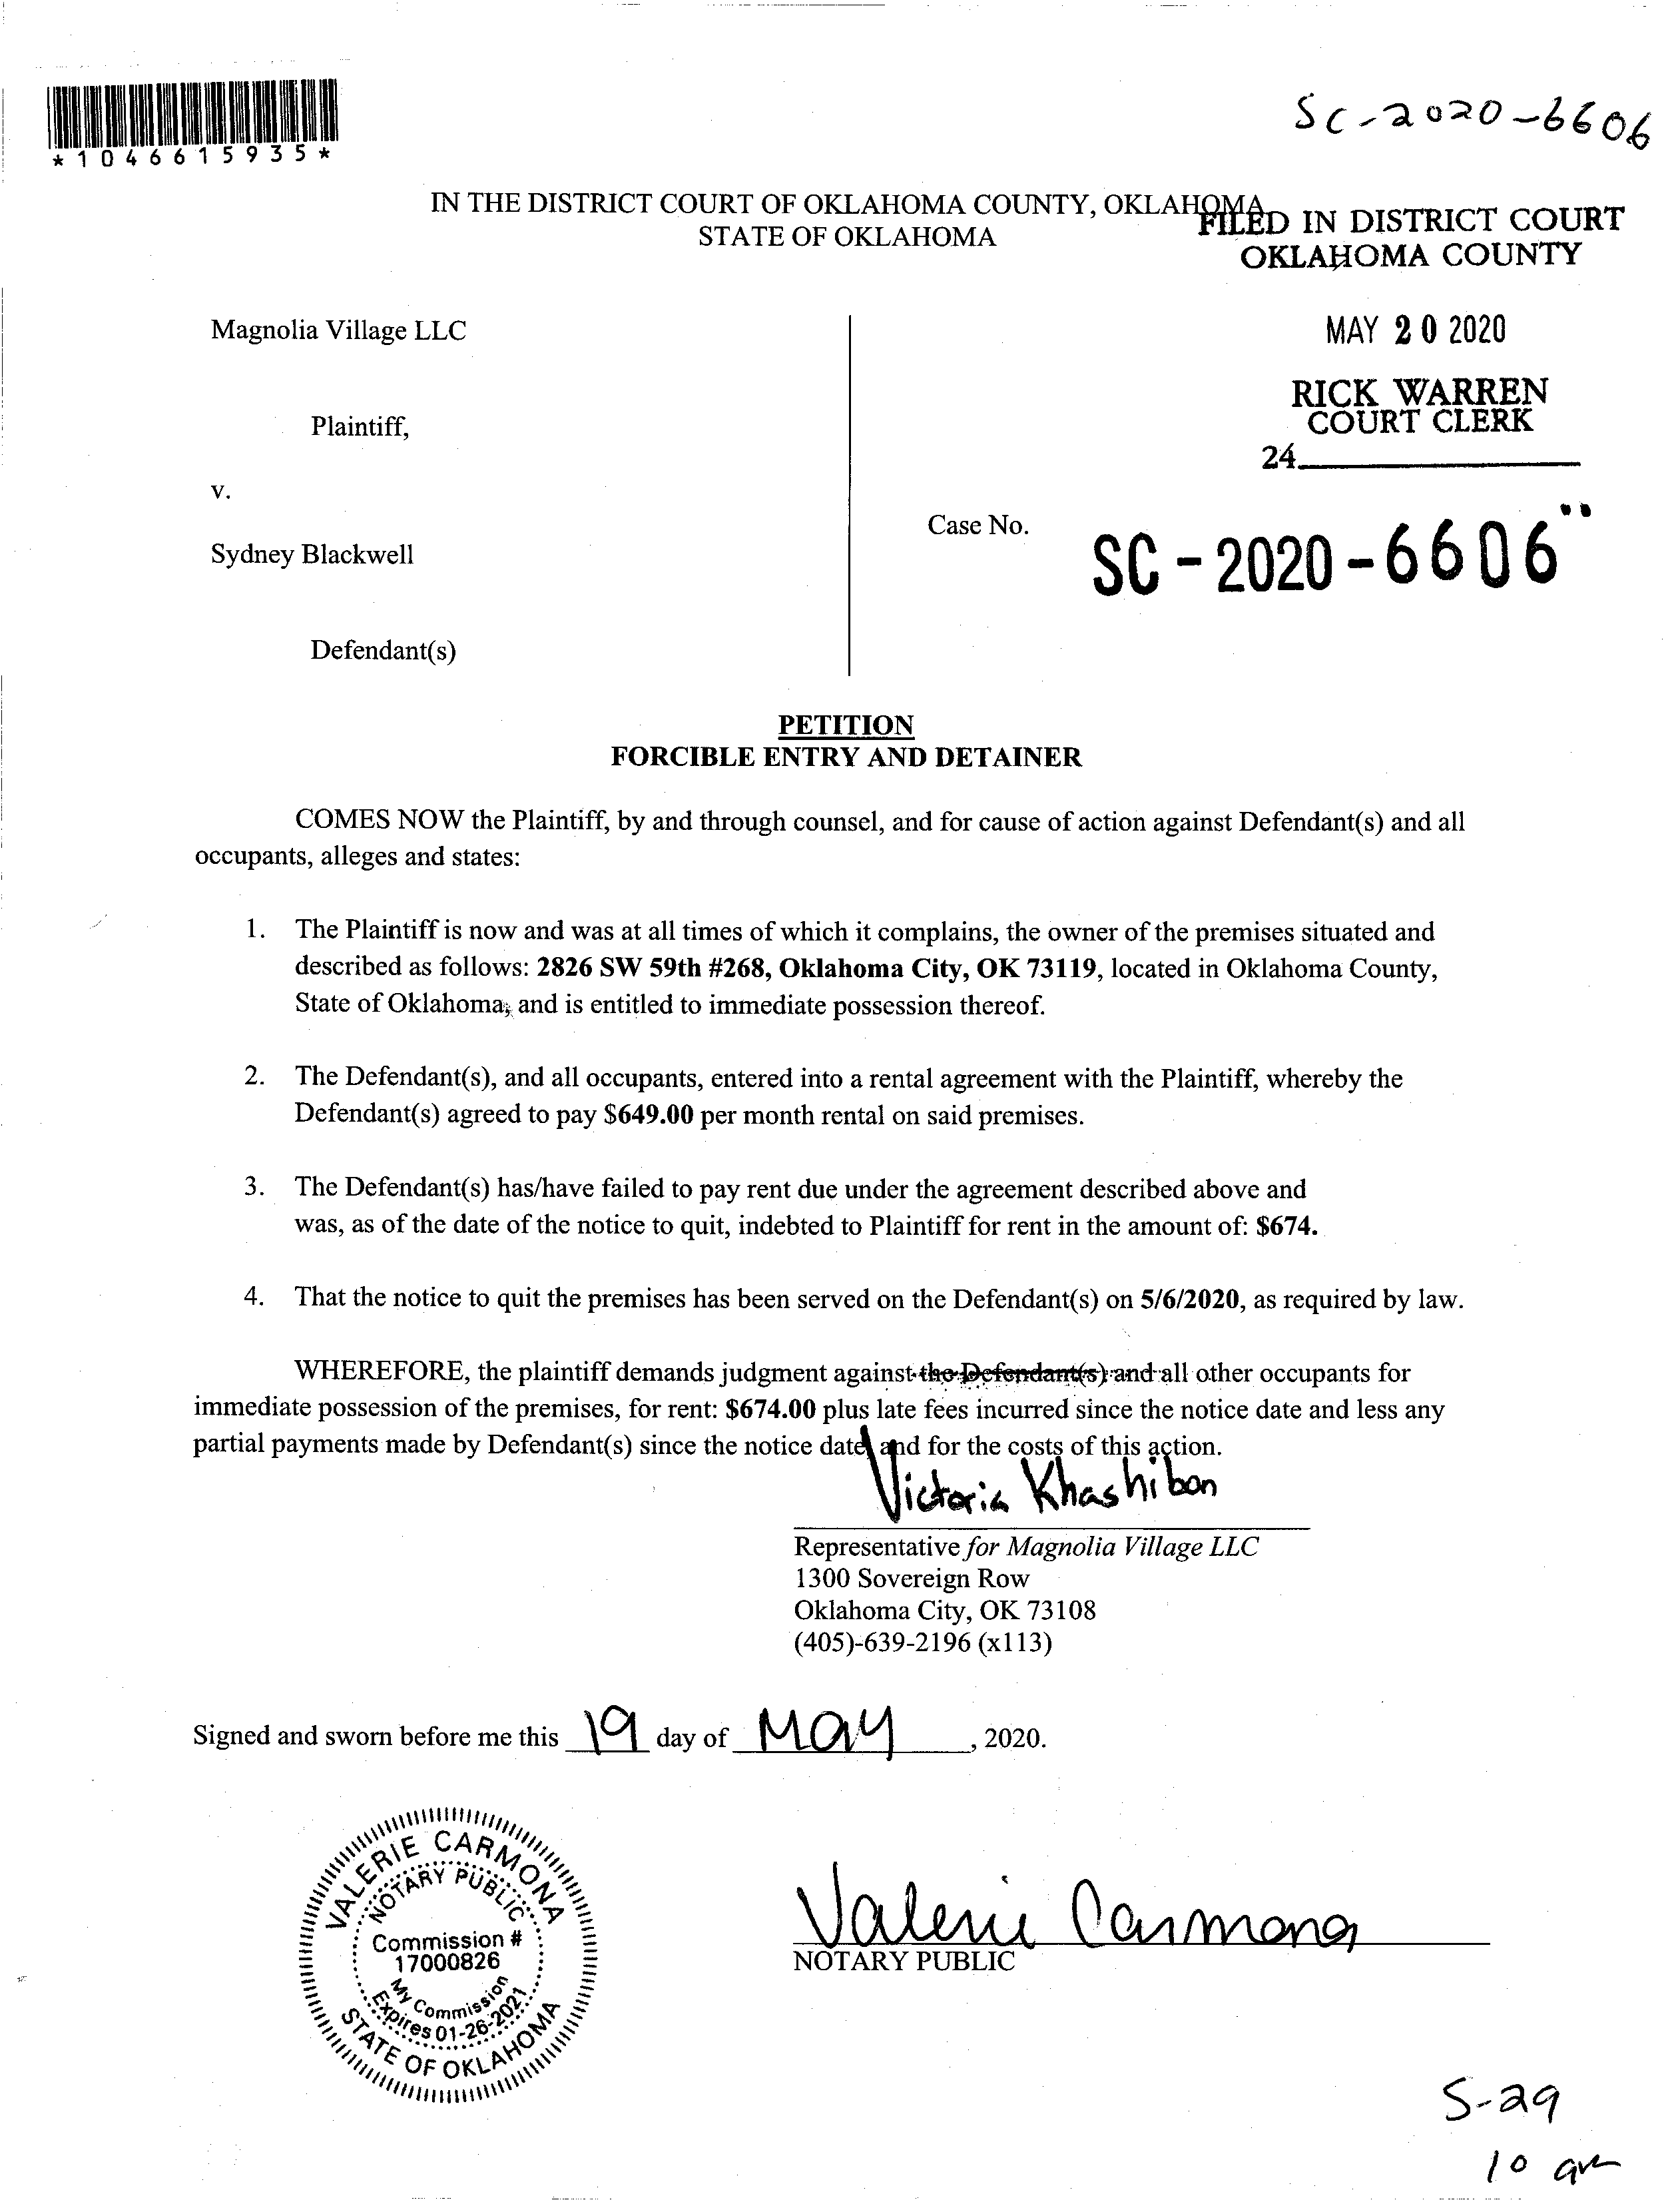 SC-2020-6606
*1046615935*
IN THE DISTRICT COURT OF OKLAHOMA COUNTY, OKLAHOMA
STATE OF OKLAHOMA
FILED IN DISTRICT COURT
OKLAHOMA COUNTY
MAY 20 2020
RICK WARREN
COURT CLERK
24
Magnolia Village LLC
Plaintiff,
v.
Sydney Blackwell
Defendant(s)
Case No.
SC-2020-6606
PETITION
FORCIBLE ENTRY AND DETAINER
COMES NOW the Plaintiff, by and through counsel, and for cause of action against Defendant(s) and all
occupants, alleges and states:
1. The Plaintiff is now and was at all times of which it complains, the owner of the premises situated and
described as follows: 2826 SW 59th #268, Oklahoma City, OK 73119, located in Oklahoma County,
State of Oklahoma, and is entitled to immediate possession thereof.
2. The Defendant(s), and all occupants, entered into a rental agreement with the Plaintiff, whereby the
Defendant(s) agreed to pay $649.00 per month rental on said premises.
3. The Defendant(s) has/have failed to pay rent due under the agreement described above and
was, as of the date of the notice to quit, indebted to Plaintiff for rent in the amount of: $674.
4. That the notice to quit the premises has been served on the Defendant(s) on 5/6/2020, as required by law.
WHEREFORE, the plaintiff demands judgment against the Defendant(s) and all other occupants for
immediate possession of the premises, for rent: $674.00 plus late fees incurred since the notice date and less any
partial payments made by Defendant(s) since the notice date, and for the costs of this action.
Victoria Khashibon
Representative for Magnolia Village LLC
1300 Sovereign Row
Oklahoma City, OK 73108
(405)-639-2196 (x113)
Signed and sworn before me this 19 day of May, 2020.
VALERIE CARMONA
NOTARY PUBLIC
Commission #
17000826
My Commission
Expires 01-26-2021
STATE OF OKLAHOMA
Valerie Carmona
NOTARY PUBLIC
5-29
10 am